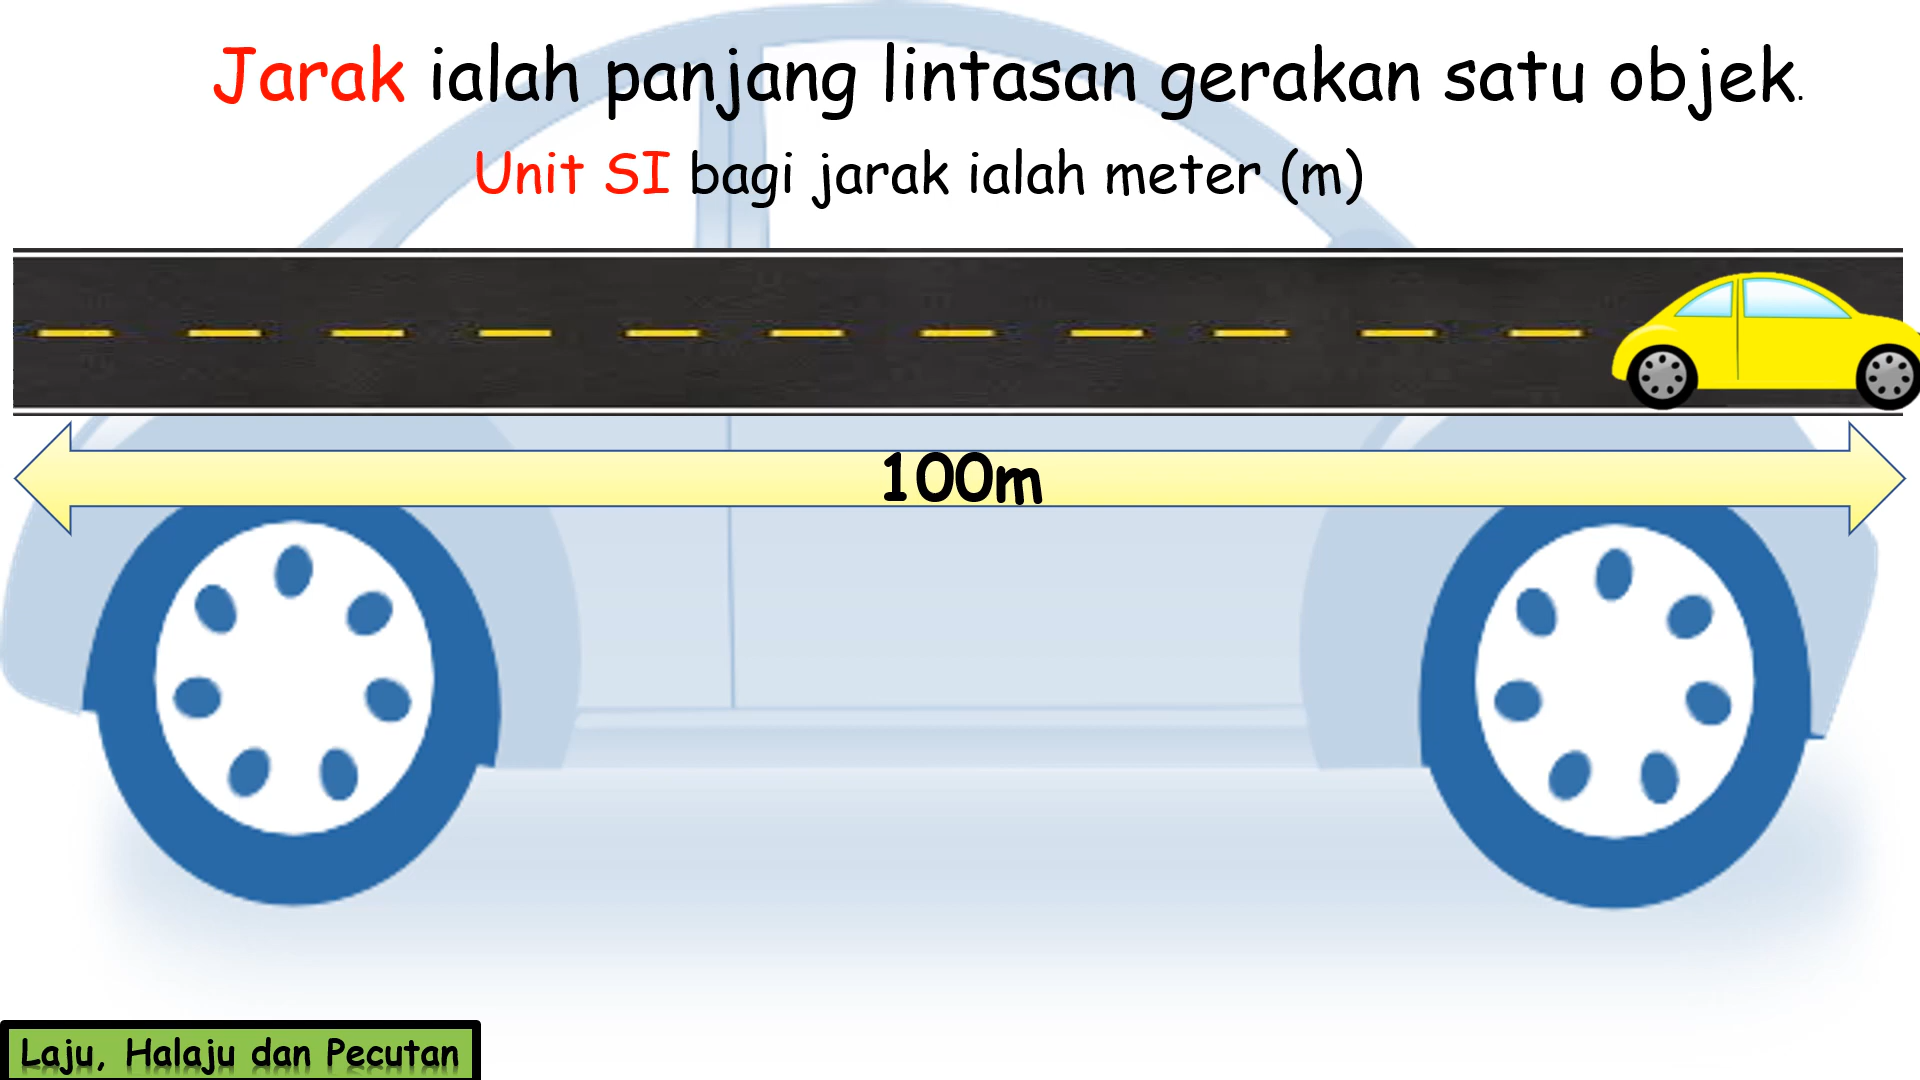 Jarak ialah panjang lintasan gerakan satu objek.
Unit SI bagi jarak ialah meter (m)
100m
Laju, Halaju dan Pecutan